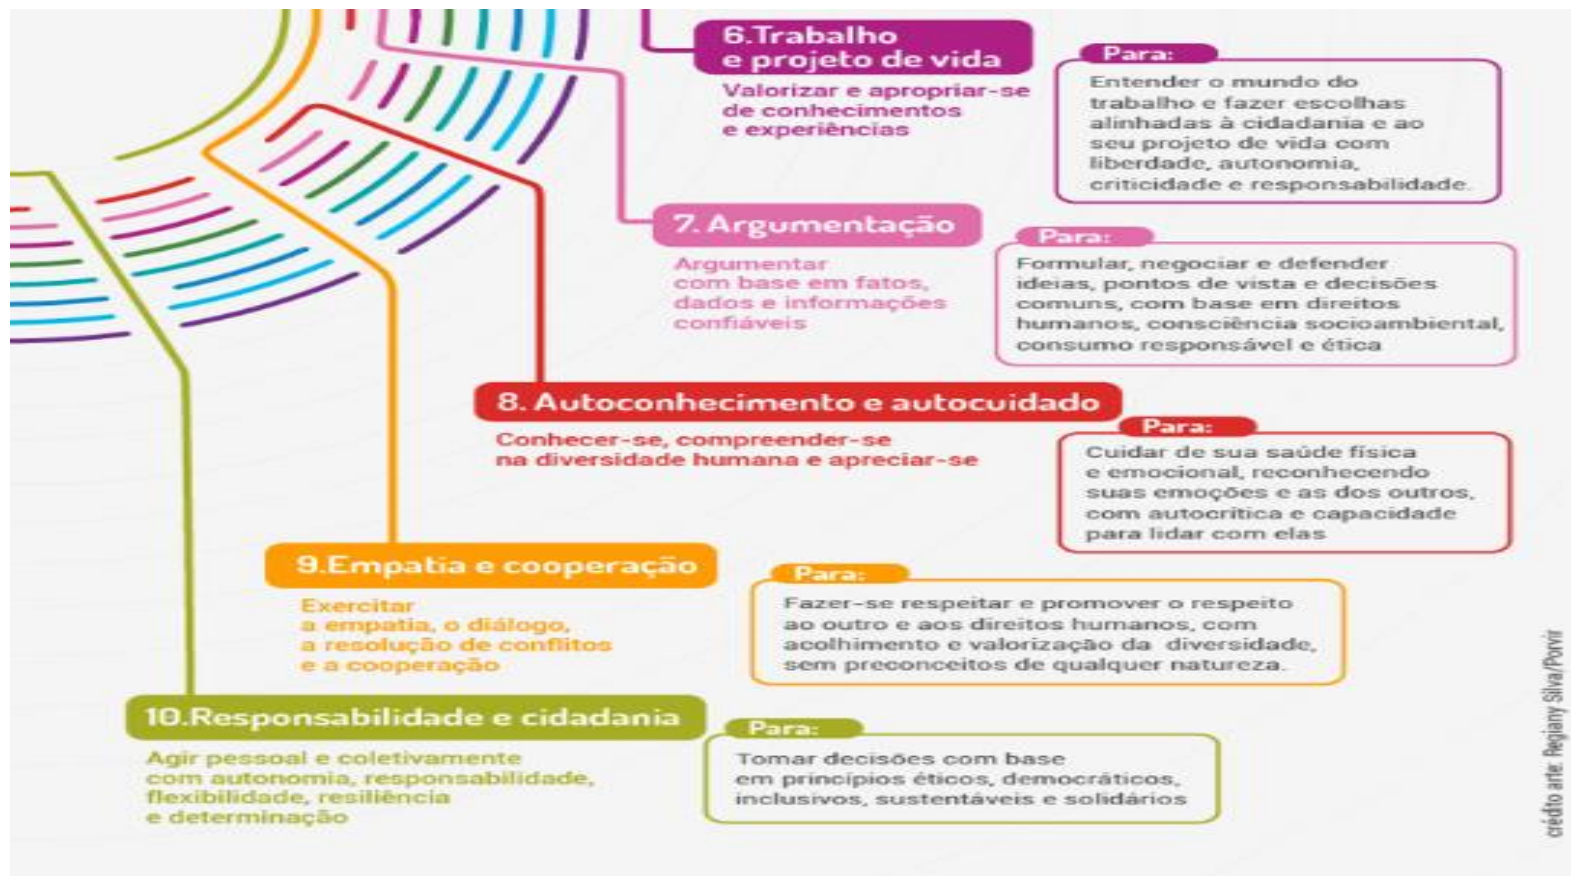 6.Trabalho
e projeto de vida
Valorizar e apropriar-se
de conhecimentos
e experiências
Para:
Entender o mundo do
trabalho e fazer escolhas
alinhadas à cidadania e ao
seu projeto de vida com
liberdade, autonomia,
criticidade e responsabilidade.
7. Argumentação
Argumentar
com base em fatos,
dados e informações
confiáveis
Para:
Formular, negociar e defender
ideias, pontos de vista e decisões
comuns, com base em direitos
humanos, consciência socioambiental,
consumo responsável e ética
8. Autoconhecimento e autocuidado
Conhecer-se, compreender-se
na diversidade humana e apreciar-se
Para:
Cuidar de sua saúde física
e emocional, reconhecendo
suas emoções e as dos outros,
com autocrítica e capacidade
para lidar com elas
9.Empatia e cooperação
Exercitar
a empatia, o diálogo,
a resolução de conflitos
e a cooperação
Para:
Fazer-se respeitar e promover o respeito
ao outro e aos direitos humanos, com
acolhimento e valorização da diversidade,
sem preconceitos de qualquer natureza.
10.Responsabilidade e cidadania
Agir pessoal e coletivamente
com autonomia, responsabilidade,
flexibilidade, resiliência
e determinação
Para:
Tomar decisões com base
em princípios éticos, democráticos,
inclusivos, sustentáveis e solidários
crédito arte: Regiany Silva/Porvir